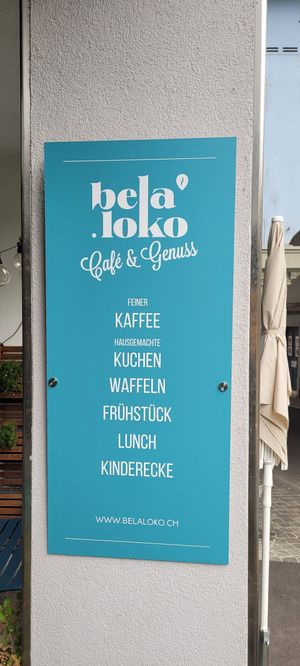 bela
.loko
Café & Genuss
FEINER
KAFFEE
HAUSGEMACHTE
KUCHEN
WAFFELN
FRÜHSTÜCK
LUNCH
KINDERECKE
WWW.BELALOKO.CH